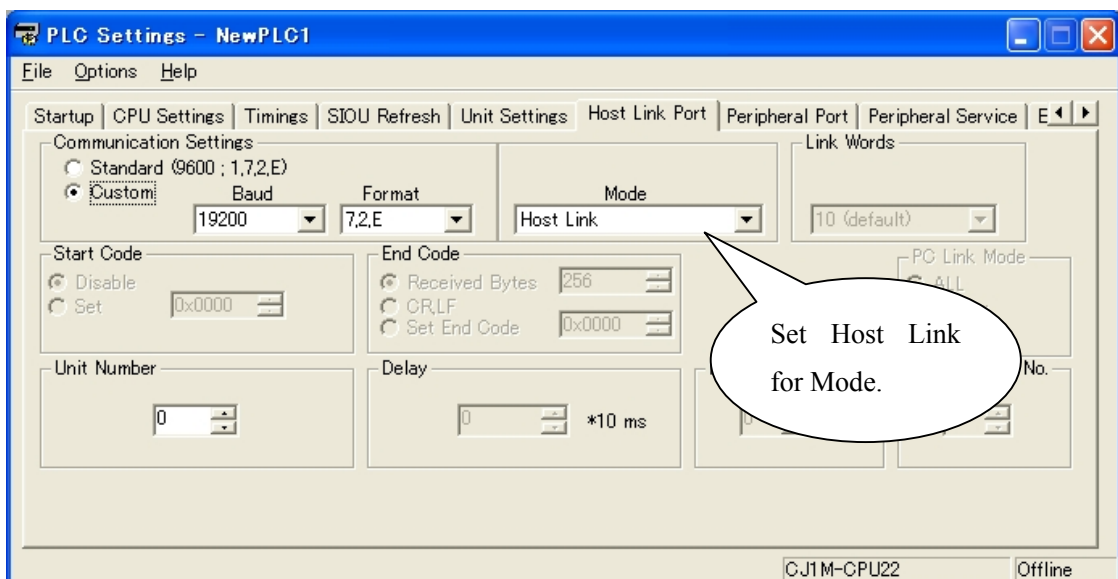 PLC Settings - NewPLC1
File Options Help
Startup CPU Settings Timings SIOU Refresh Unit Settings Host Link Port Peripheral Port Peripheral Service E
Communication Settings
Link Words
Standard (9600 ; 1,7,2,E)
Custom Baud Format Mode
19200 7,2,E Host Link 10 (default)
Start Code End Code PC Link Mode
Disable Received Bytes 256 ALL
Set 0x0000 CR,LF
Set End Code 0x0000
Set Host Link
for Mode.
Unit Number Delay No.
0 0 *10 ms 0
CJ1M-CPU22 Offline